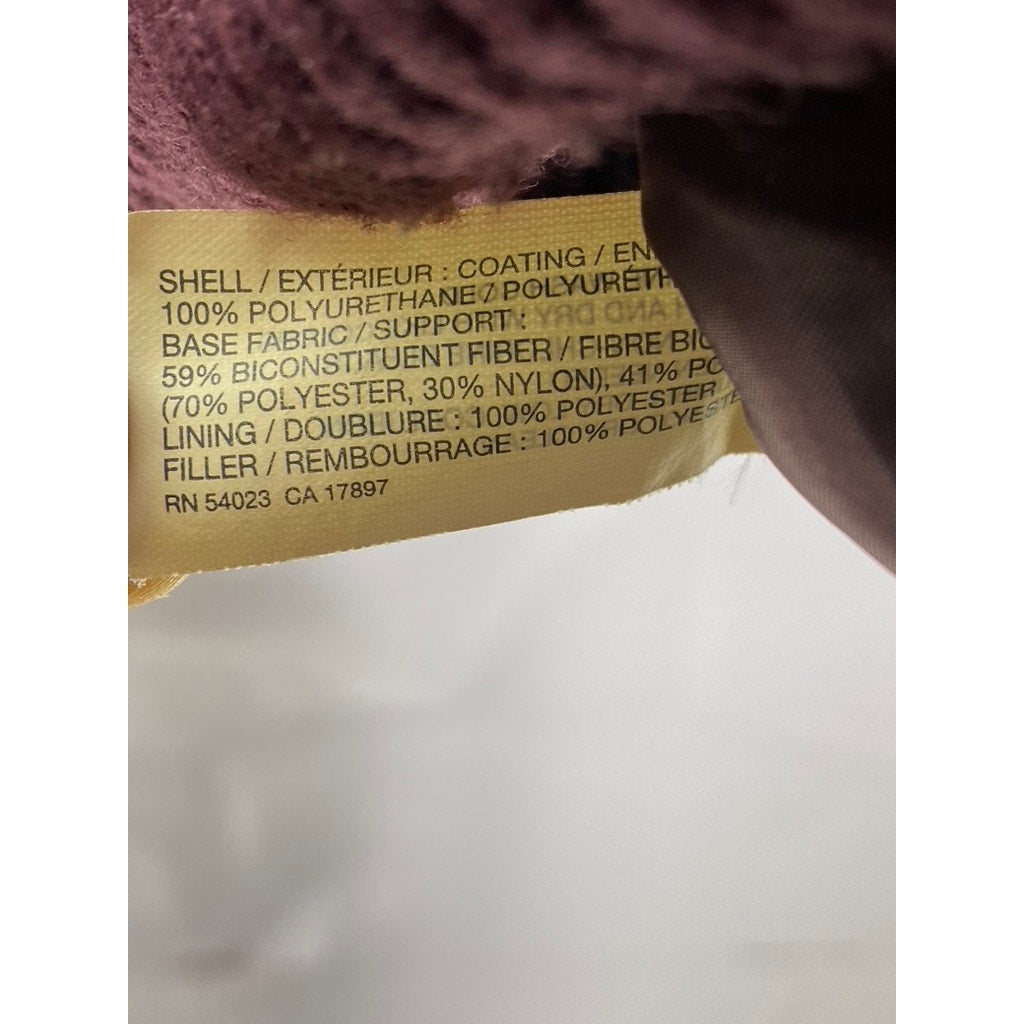 SHELL / EXTÉRIEUR : COATING / EN
100% POLYURETHANE / POLYURÉTH
BASE FABRIC / SUPPORT :
59% BICONSTITUENT FIBER / FIBRE BIC
(70% POLYESTER, 30% NYLON), 41% PO
LINING / DOUBLURE : 100% POLYESTER
FILLER / REMBOURRAGE : 100% POLYESTE
RN 54023 CA 17897